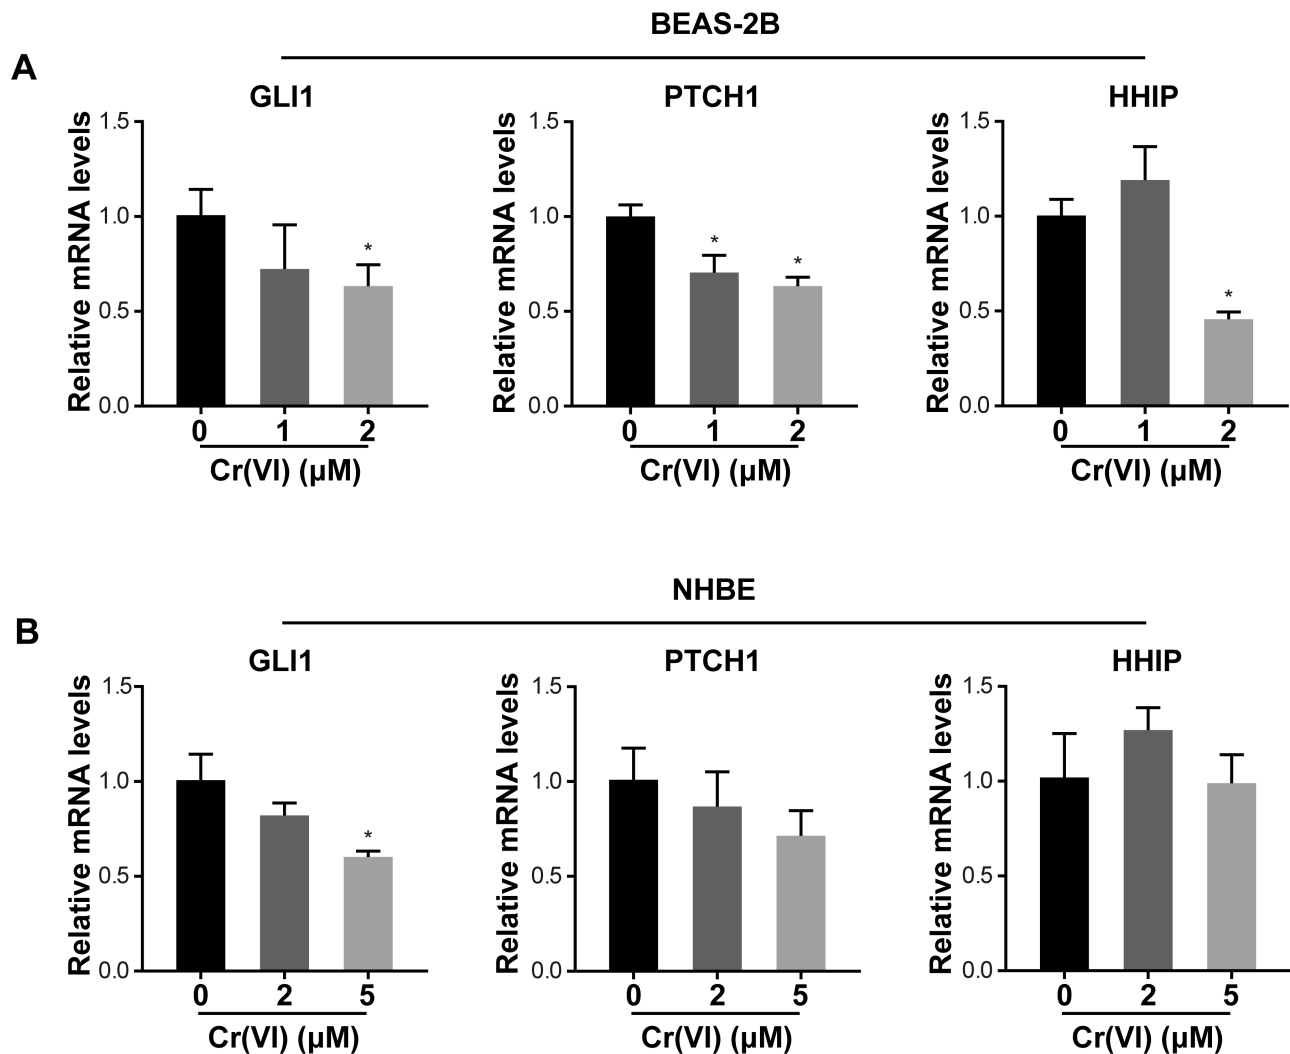 BEAS-2B
A
GLI1
PTCH1
HHIP
Relative mRNA levels
1.5
1.0
0.5
0.0
0 1 2
Cr(VI) (µM)
*
Relative mRNA levels
1.5
1.0
0.5
0.0
0 1 2
Cr(VI) (µM)
*
*
Relative mRNA levels
1.5
1.0
0.5
0.0
0 1 2
Cr(VI) (µM)
*
NHBE
B
GLI1
PTCH1
HHIP
Relative mRNA levels
1.5
1.0
0.5
0.0
0 2 5
Cr(VI) (µM)
*
Relative mRNA levels
1.5
1.0
0.5
0.0
0 2 5
Cr(VI) (µM)
Relative mRNA levels
1.5
1.0
0.5
0.0
0 2 5
Cr(VI) (µM)